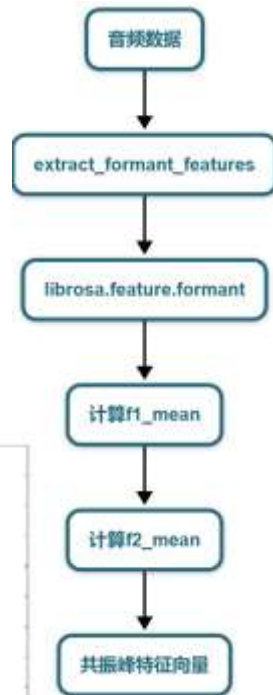 音频数据
extract_formant_features
librosa.feature.formant
计算f1_mean
计算f2_mean
共振峰特征向量